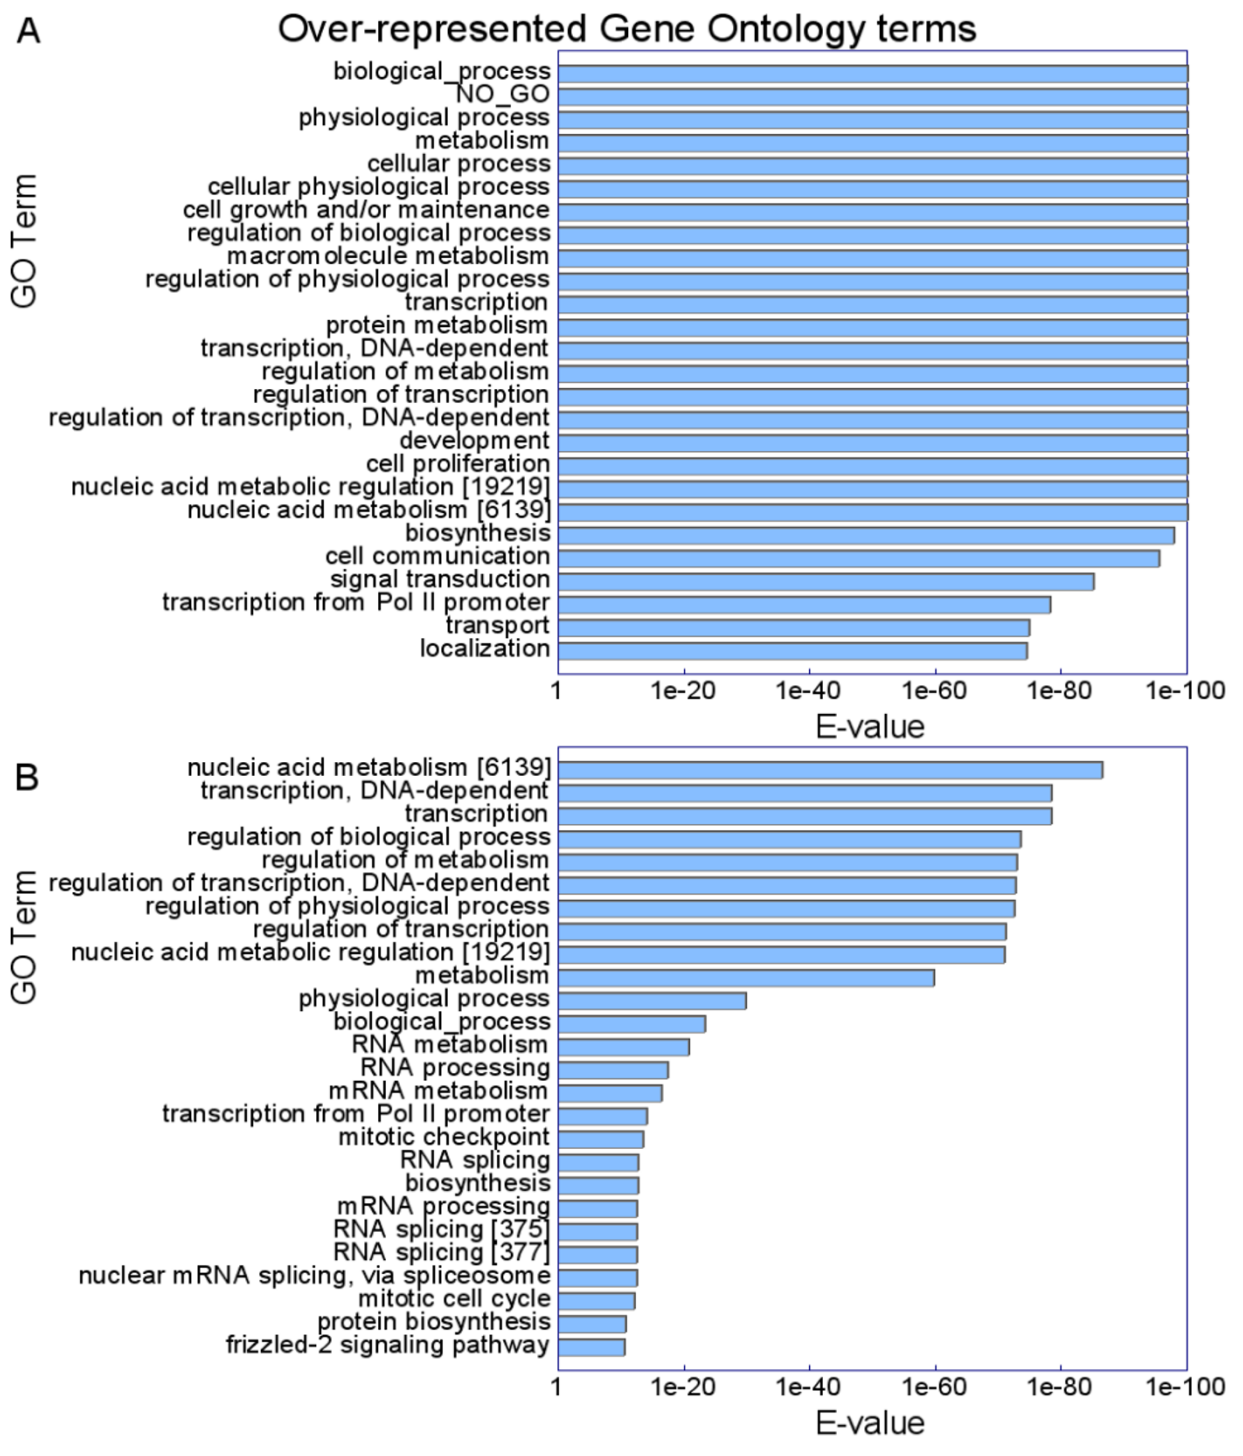 A
Over-represented Gene Ontology terms
GO Term
biological_process
NO_GO
physiological process
metabolism
cellular process
cellular physiological process
cell growth and/or maintenance
regulation of biological process
macromolecule metabolism
regulation of physiological process
transcription
protein metabolism
transcription, DNA-dependent
regulation of metabolism
regulation of transcription
regulation of transcription, DNA-dependent
development
cell proliferation
nucleic acid metabolic regulation [19219]
nucleic acid metabolism [6139]
biosynthesis
cell communication
signal transduction
transcription from Pol II promoter
transport
localization
1 1e-20 1e-40 1e-60 1e-80 1e-100
E-value
B
GO Term
nucleic acid metabolism [6139]
transcription, DNA-dependent
transcription
regulation of biological process
regulation of metabolism
regulation of transcription, DNA-dependent
regulation of physiological process
regulation of transcription
nucleic acid metabolic regulation [19219]
metabolism
physiological process
biological_process
RNA metabolism
RNA processing
mRNA metabolism
transcription from Pol II promoter
mitotic checkpoint
RNA splicing
biosynthesis
mRNA processing
RNA splicing [375]
RNA splicing [377]
nuclear mRNA splicing, via spliceosome
mitotic cell cycle
protein biosynthesis
frizzled-2 signaling pathway
1 1e-20 1e-40 1e-60 1e-80 1e-100
E-value